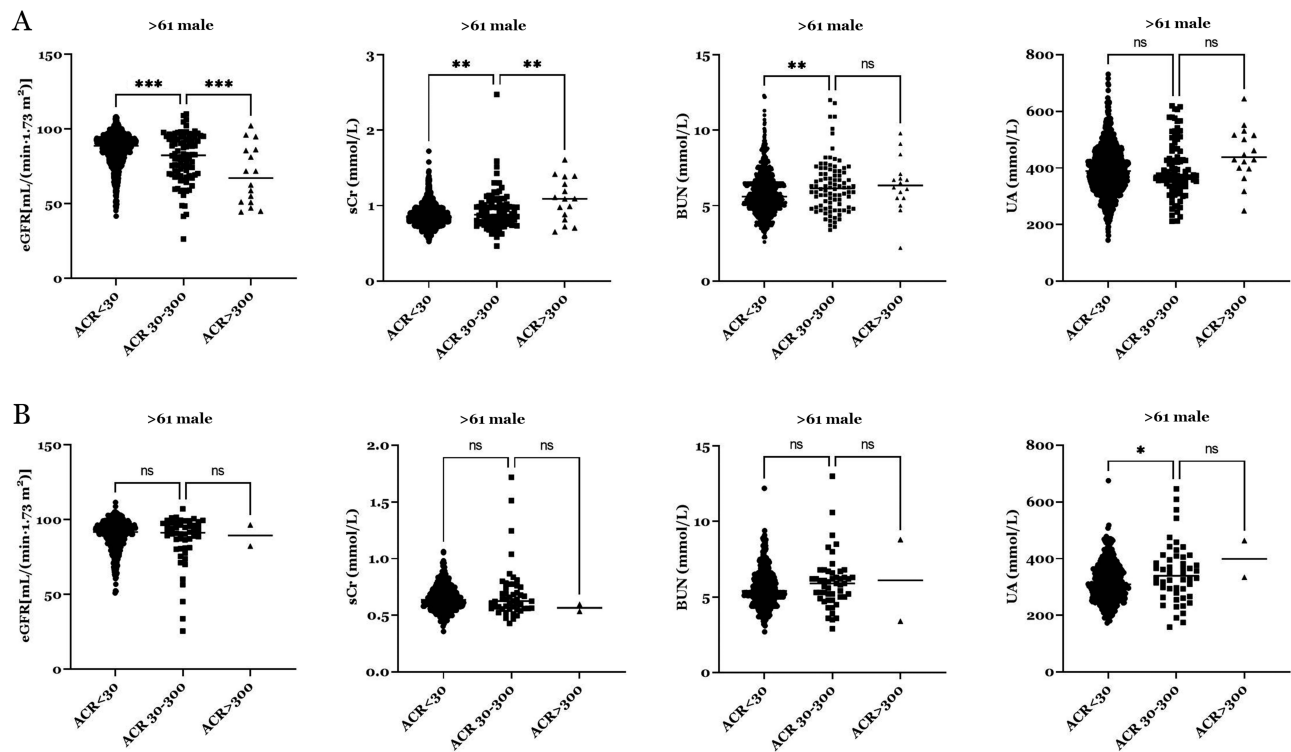 A
>61 male
eGFR[mL/(min·1.73 m²)]
150
100
50
0
***
***
ACR<30
ACR 30-300
ACR>300
>61 male
sCr (mmol/L)
3
2
1
0
**
**
ACR<30
ACR 30-300
ACR>300
>61 male
BUN (mmol/L)
15
10
5
0
**
ns
ACR<30
ACR 30-300
ACR>300
>61 male
UA (mmol/L)
800
600
400
200
0
ns
ns
ACR<30
ACR 30-300
ACR>300
B
>61 male
eGFR[mL/(min·1.73 m²)]
150
100
50
0
ns
ns
ACR<30
ACR 30-300
ACR>300
>61 male
sCr (mmol/L)
2.0
1.5
1.0
0.5
0.0
ns
ns
ACR<30
ACR 30-300
ACR>300
>61 male
BUN (mmol/L)
15
10
5
0
ns
ns
ACR<30
ACR 30-300
ACR>300
>61 male
UA (mmol/L)
800
600
400
200
0
*
ns
ACR<30
ACR 30-300
ACR>300